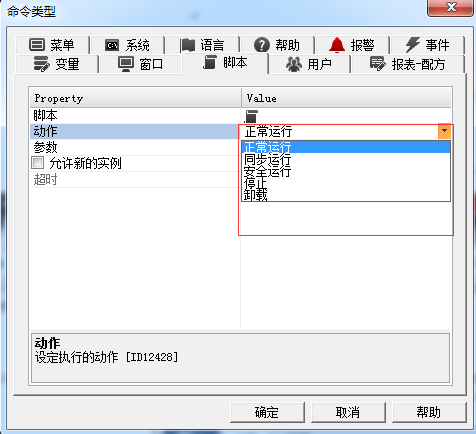 命令类型
菜单 系统 语言 帮助 报警 事件
变量 窗口 脚本 用户 报表-配方
Property Value
脚本
动作 正常运行
参数 正常运行
允许新的实例 同步运行
超时 安全运行
停止
卸载
动作
设定执行的动作 [ID12428]
确定 取消 帮助